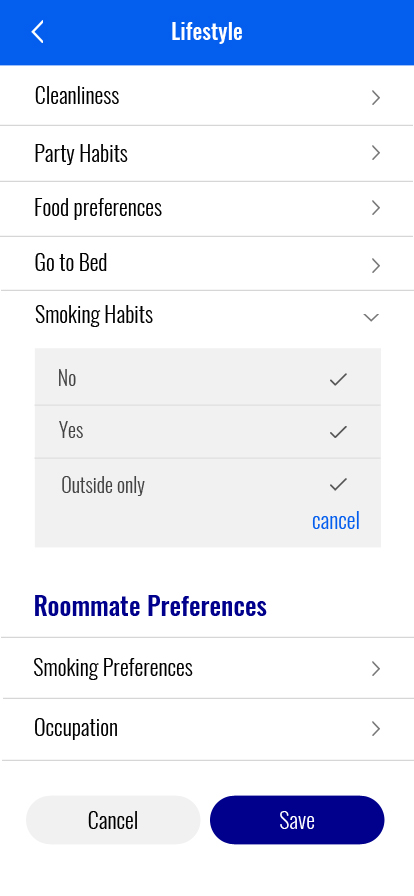 Lifestyle
Cleanliness
Party Habits
Food preferences
Go to Bed
Smoking Habits
No
Yes
Outside only
cancel
Roommate Preferences
Smoking Preferences
Occupation
Cancel Save